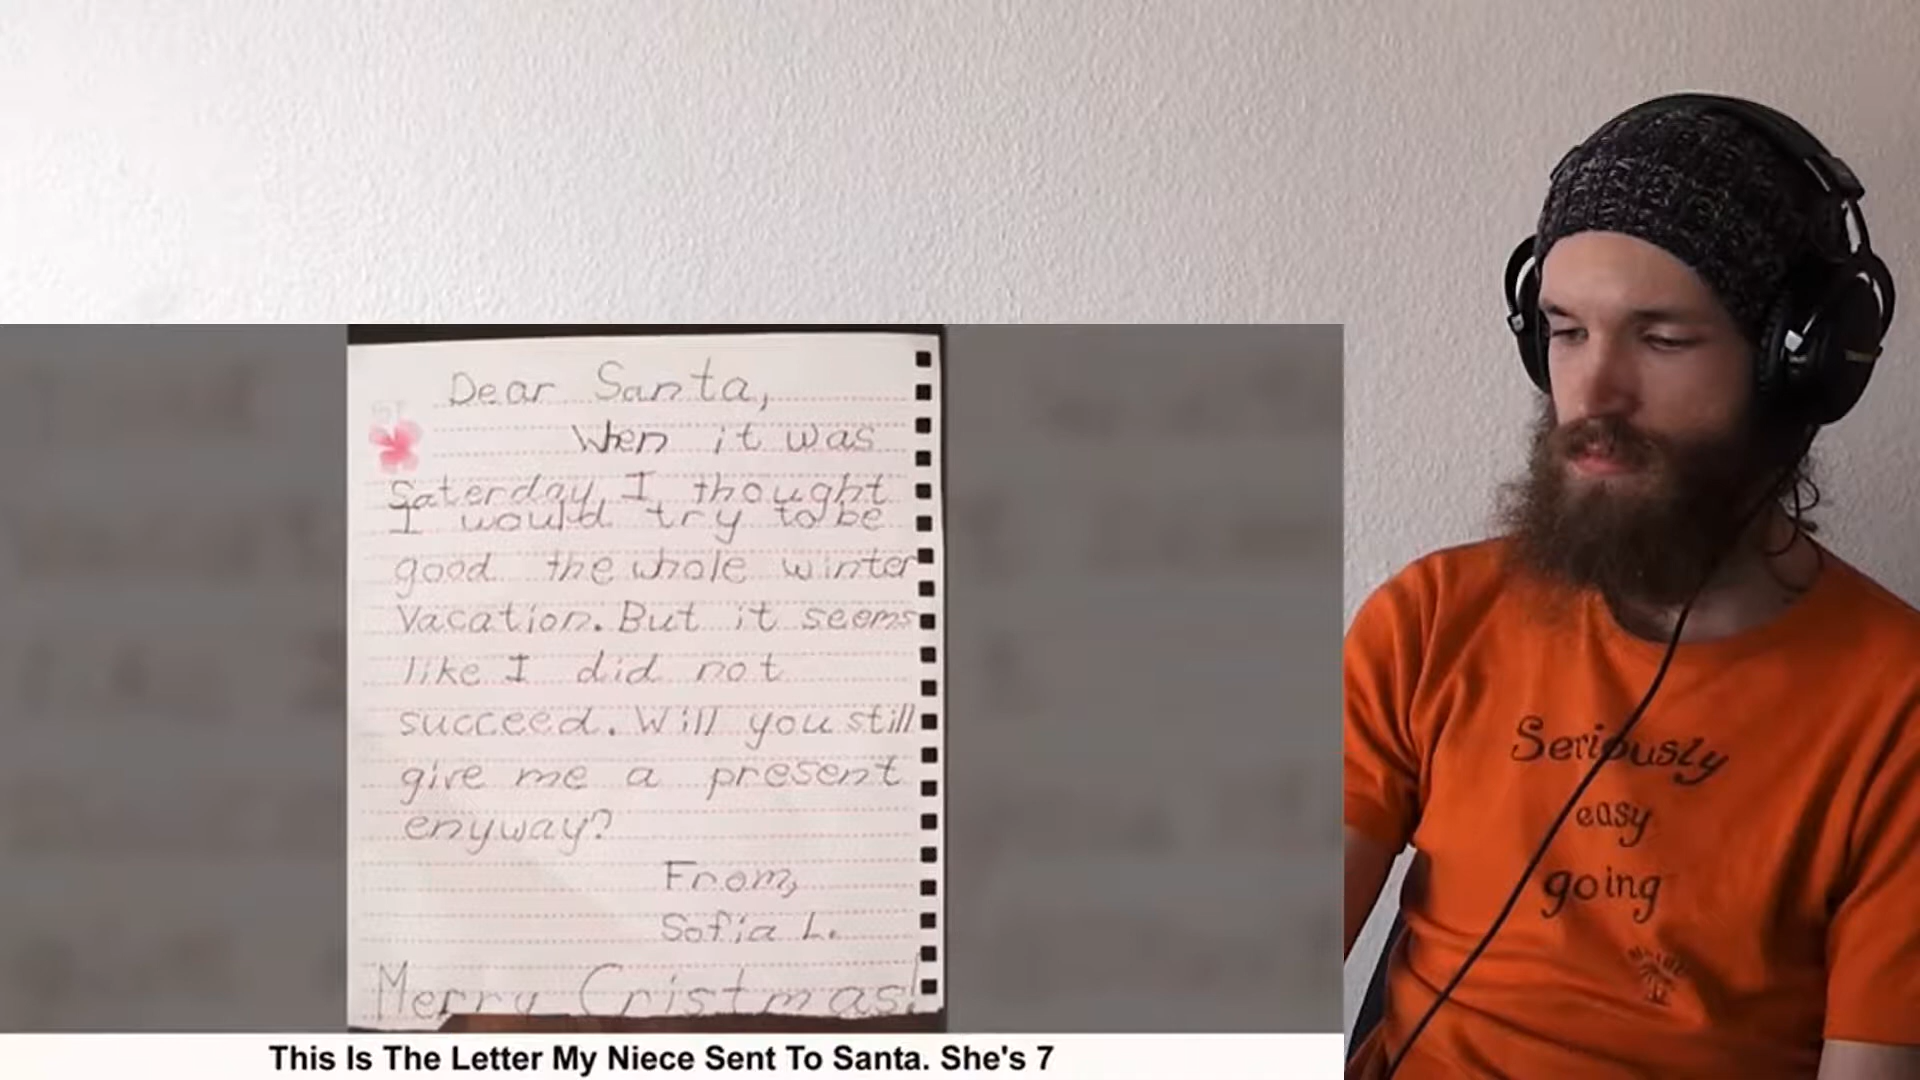 Dear Santa,
When it was
Saterday, I thought
I would try to be
good the whole winter
vacation. But it seems
like I did not
succeed. Will you still
give me a present
enyway?
From,
Sofia L.
Merry Cristmas!
This Is The Letter My Niece Sent To Santa. She's 7
Seriously
easy
going